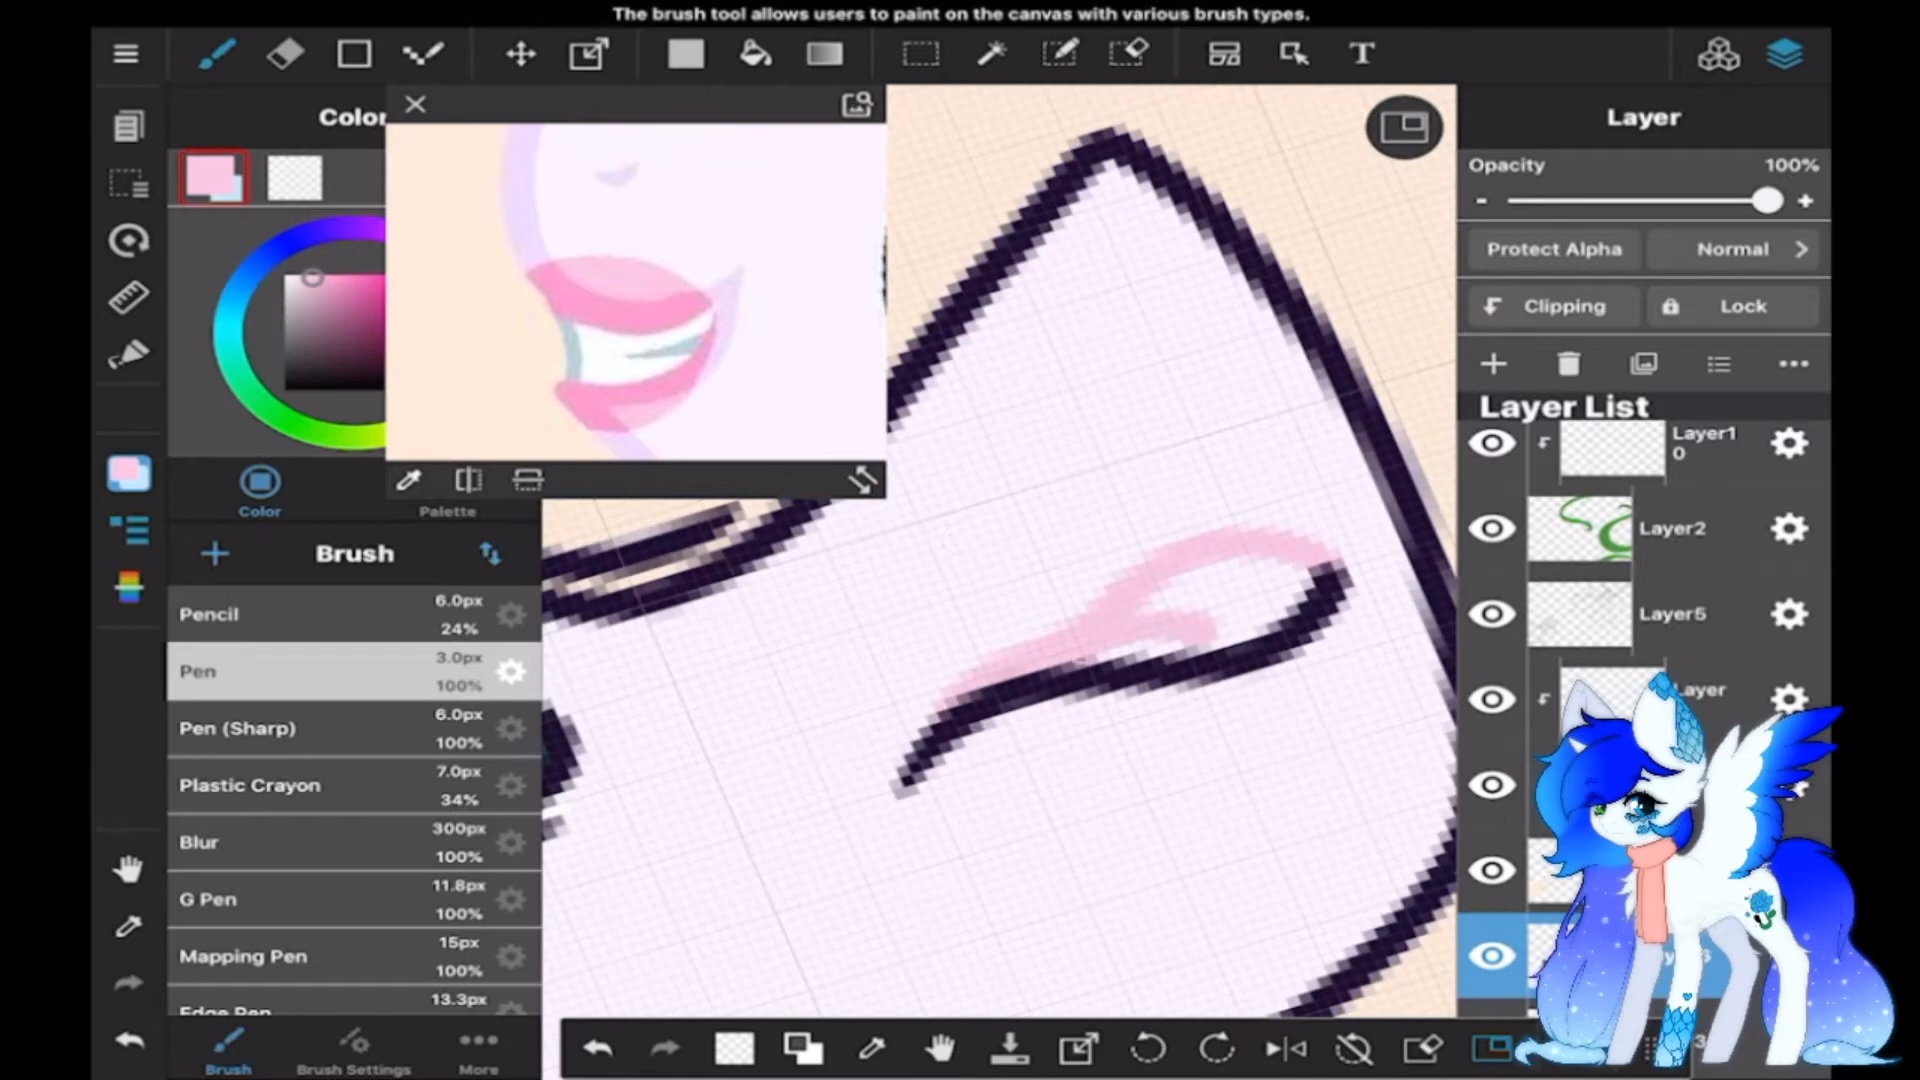 The brush tool allows users to paint on the canvas with various brush types.
T
Color
Layer
Opacity
100%
Protect Alpha
Normal
Clipping
Lock
Layer List
Layer1
0
Layer2
Layer5
Layer
Color
Palette
Brush
Pencil
6.0px
24%
Pen
3.0px
100%
Pen (Sharp)
6.0px
100%
Plastic Crayon
7.0px
34%
Blur
300px
100%
G Pen
11.8px
100%
Mapping Pen
15px
100%
Edge Pen
13.3px
Brush
Brush Settings
More